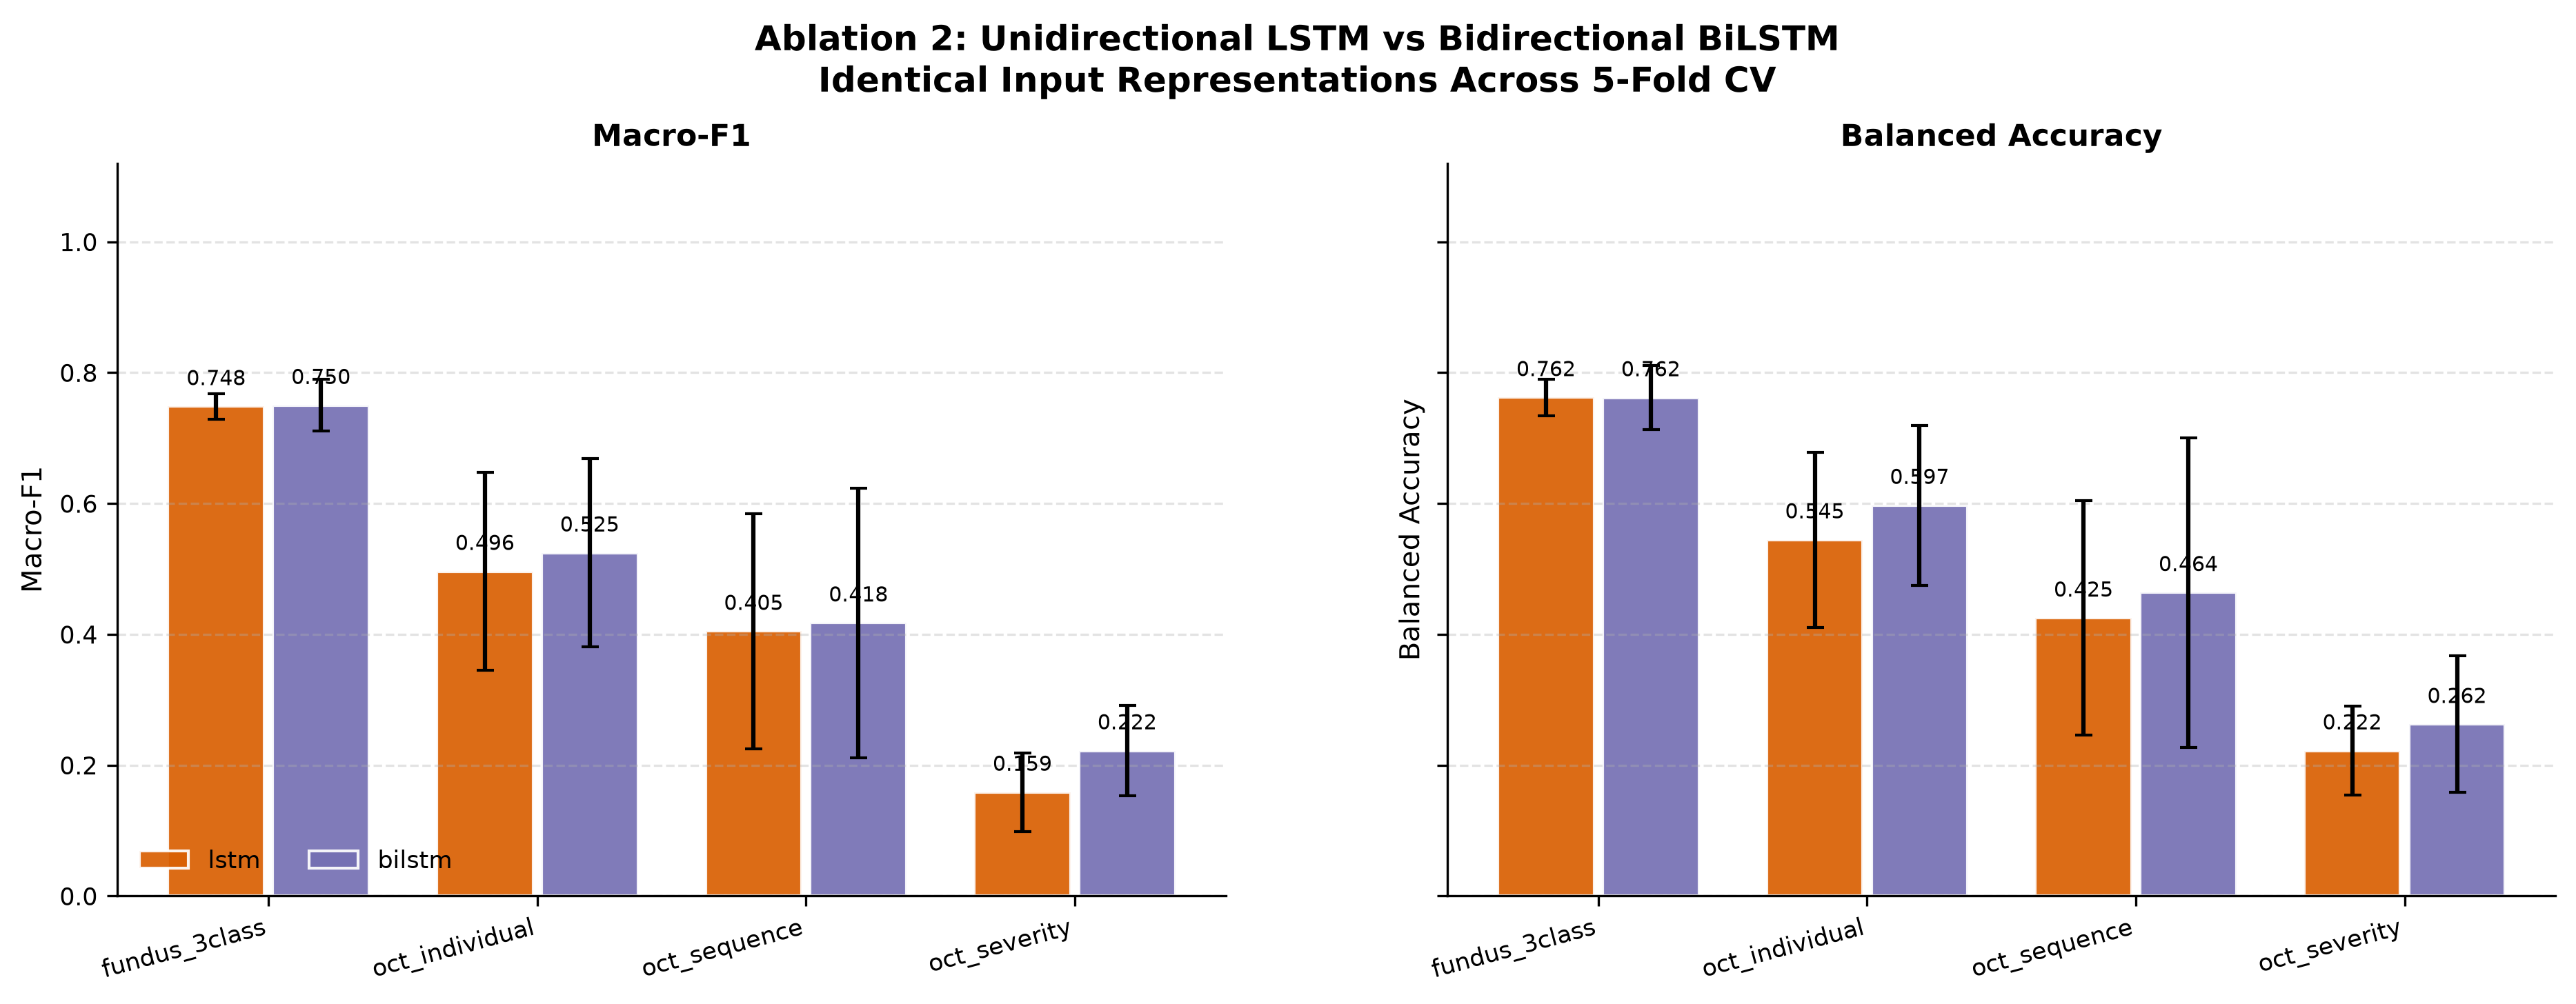 Ablation 2: Unidirectional LSTM vs Bidirectional BiLSTM
Identical Input Representations Across 5-Fold CV
Macro-F1
Macro-F1
1.0
0.8
0.6
0.4
0.2
0.0
0.748
0.750
0.496
0.525
0.405
0.418
0.159
0.222
lstm
bilstm
fundus_3class
oct_individual
oct_sequence
oct_severity
Balanced Accuracy
Balanced Accuracy
0.762
0.762
0.545
0.597
0.425
0.464
0.222
0.262
fundus_3class
oct_individual
oct_sequence
oct_severity